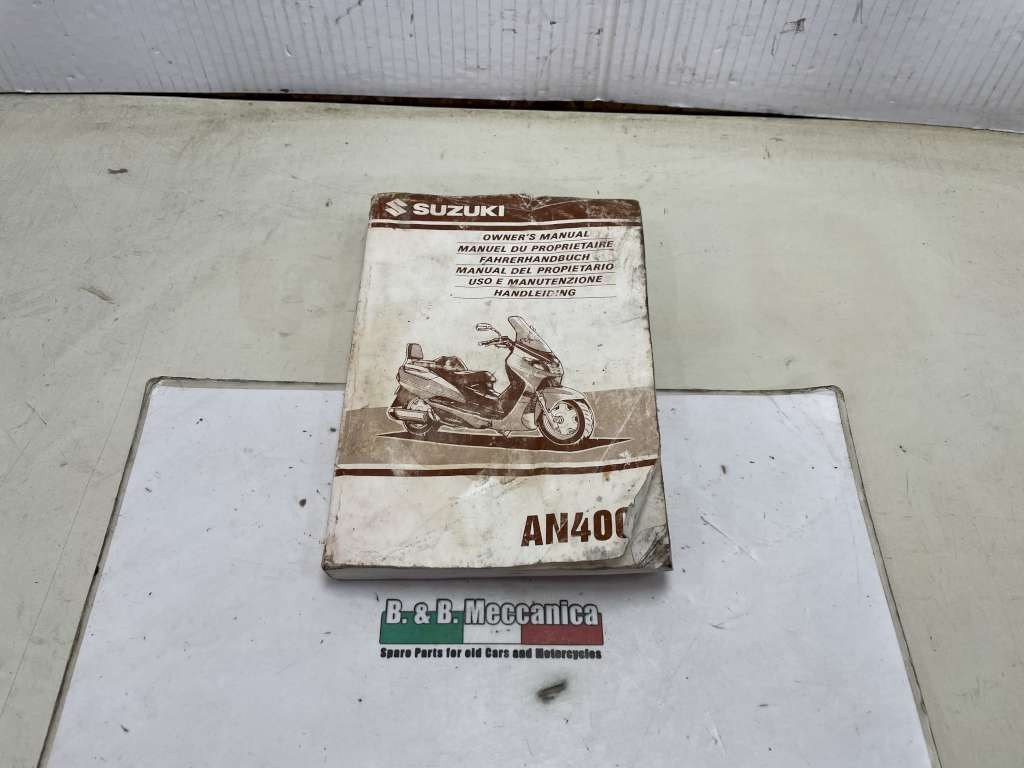 SUZUKI
OWNER'S MANUAL
MANUEL DU PROPRIETAIRE
FAHRERHANDBUCH
MANUAL DEL PROPIETARIO
USO E MANUTENZIONE
HANDLEIDING
AN400
B. & B. Meccanica
Spare Parts for old Cars and Motorcycles